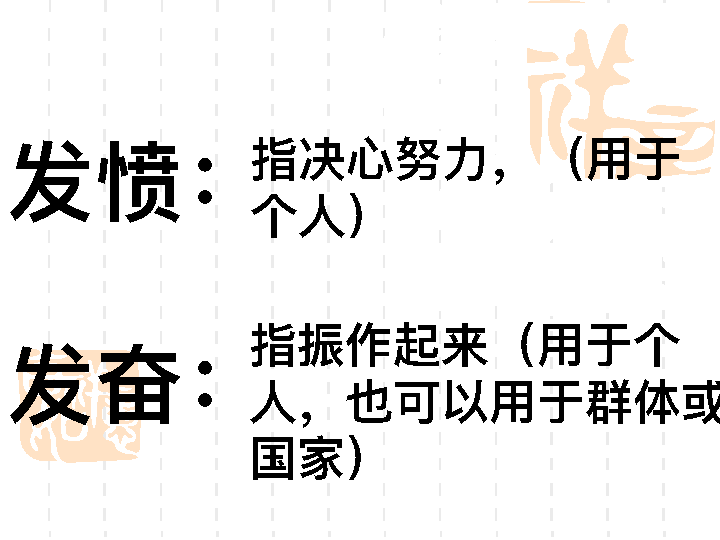 发愤：指决心努力，（用于
个人）
发奋：指振作起来（用于个
人，也可以用于群体或
国家）